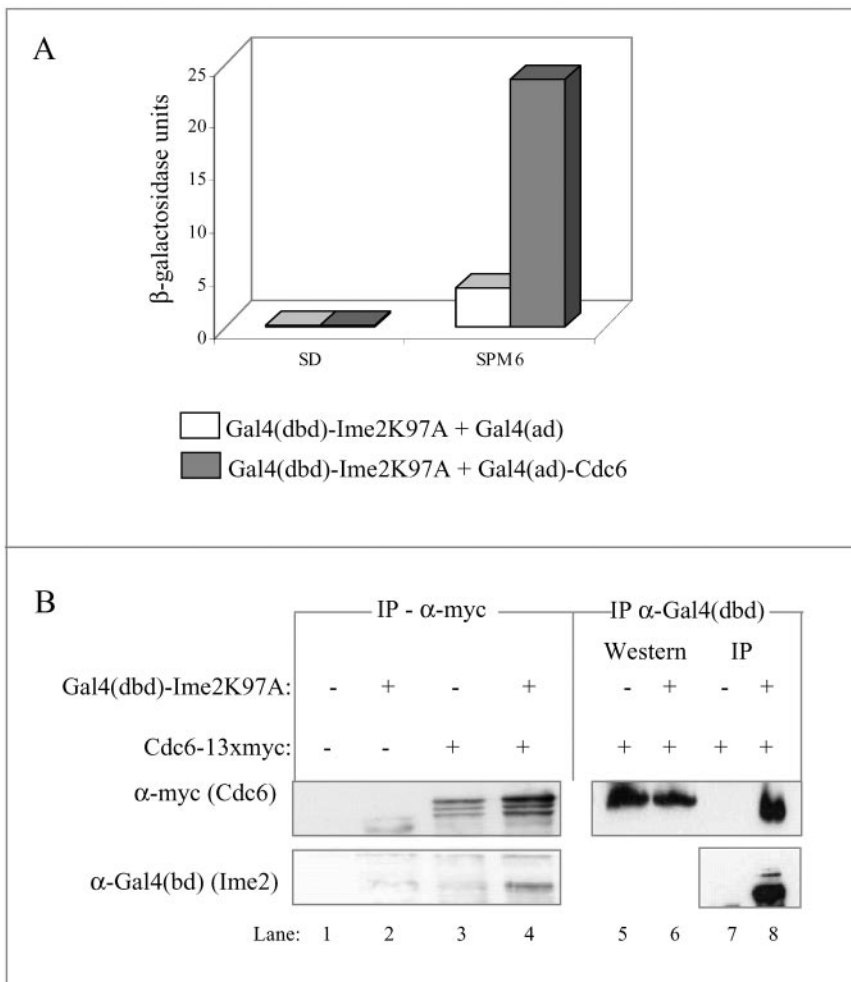 A
β-galactosidase units
25
20
15
10
5
0
SD SPM6
Gal4(dbd)-Ime2K97A + Gal4(ad)
Gal4(dbd)-Ime2K97A + Gal4(ad)-Cdc6
B
IP - α-myc IP α-Gal4(dbd)
Western IP
Gal4(dbd)-Ime2K97A: - + - + - + - +
Cdc6-13xmyc: - - + + + + + +
α-myc (Cdc6)
α-Gal4(bd) (Ime2)
Lane: 1 2 3 4 5 6 7 8